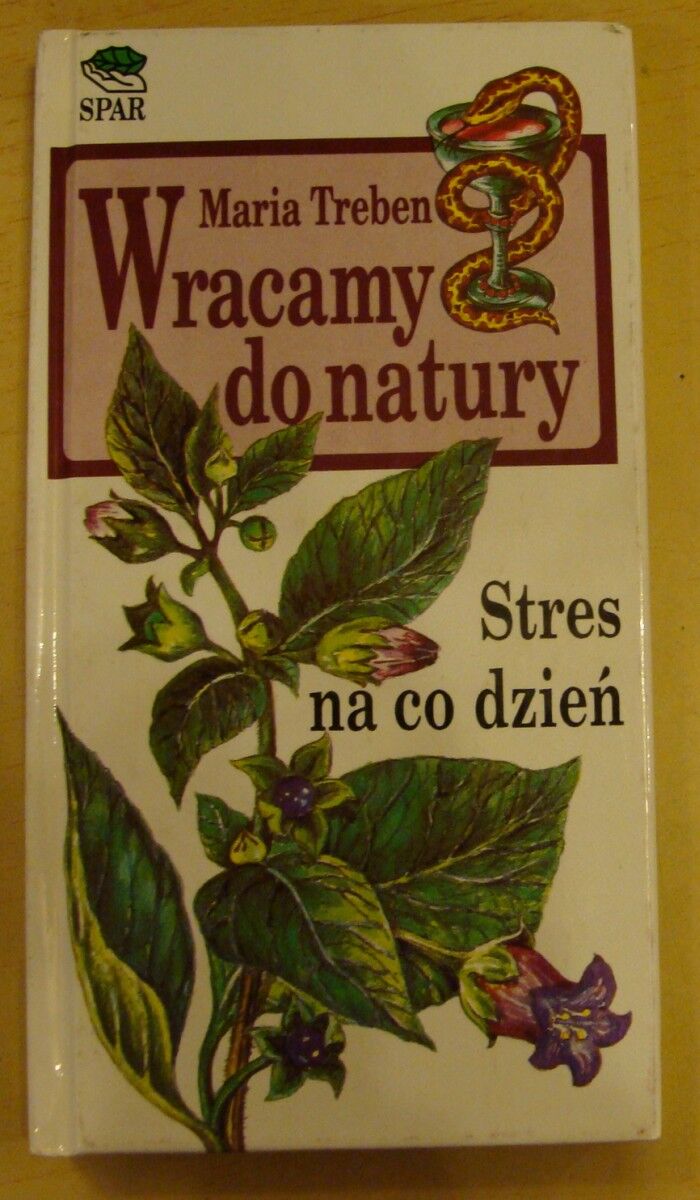 SPAR
Maria Treben
Wracamy
do natury
Stres
na co dzień